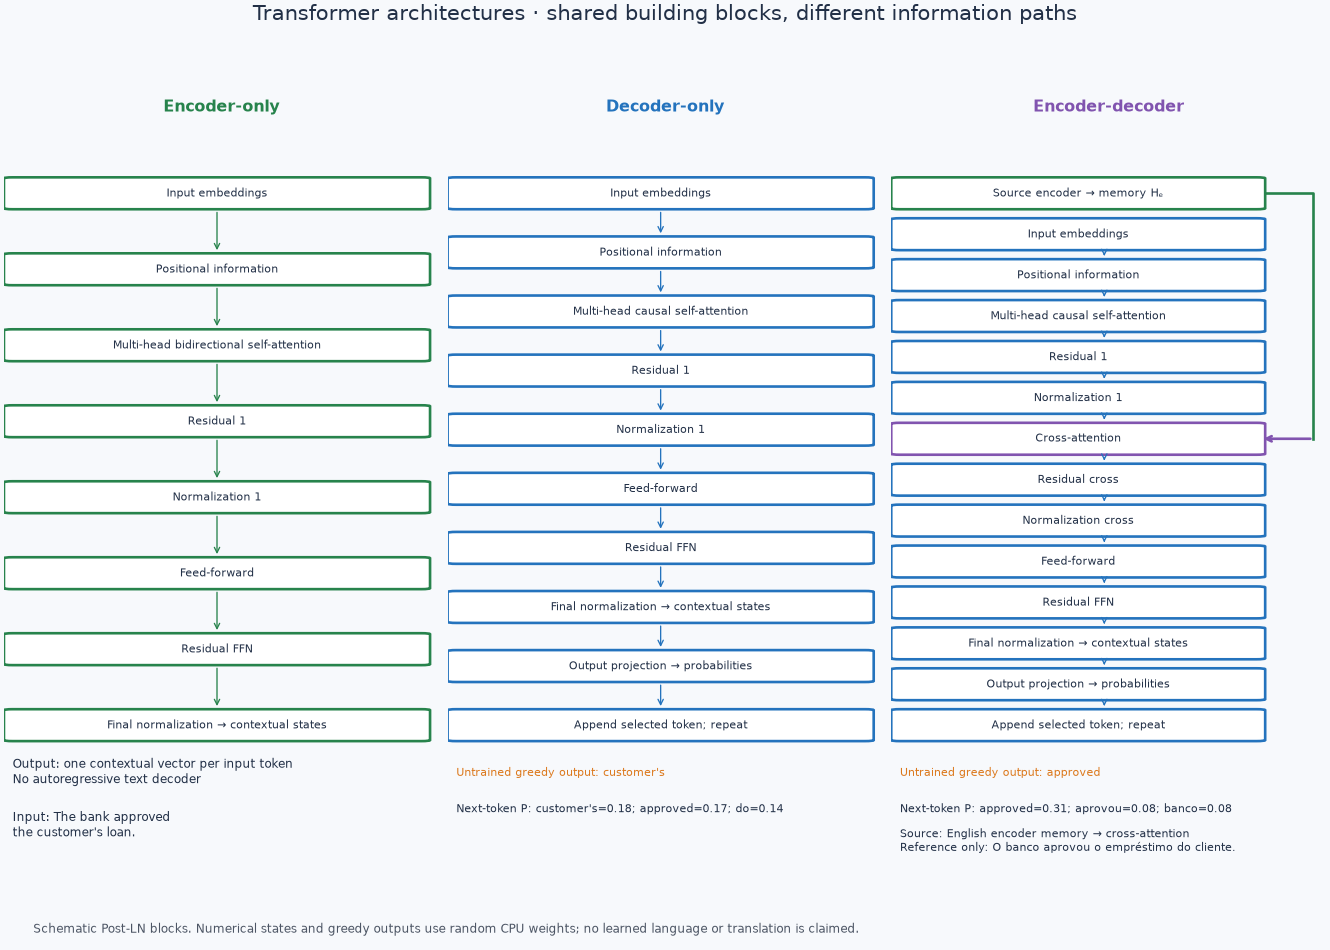 Transformer architectures · shared building blocks, different information paths
Encoder-only
Input embeddings
Positional information
Multi-head bidirectional self-attention
Residual 1
Normalization 1
Feed-forward
Residual FFN
Final normalization → contextual states
Output: one contextual vector per input token
No autoregressive text decoder
Input: The bank approved
the customer's loan.
Decoder-only
Input embeddings
Positional information
Multi-head causal self-attention
Residual 1
Normalization 1
Feed-forward
Residual FFN
Final normalization → contextual states
Output projection → probabilities
Append selected token; repeat
Untrained greedy output: customer's
Next-token P: customer's=0.18; approved=0.17; do=0.14
Encoder-decoder
Source encoder → memory Hₑ
Input embeddings
Positional information
Multi-head causal self-attention
Residual 1
Normalization 1
Cross-attention
Residual cross
Normalization cross
Feed-forward
Residual FFN
Final normalization → contextual states
Output projection → probabilities
Append selected token; repeat
Untrained greedy output: approved
Next-token P: approved=0.31; aprovou=0.08; banco=0.08
Source: English encoder memory → cross-attention
Reference only: O banco aprovou o empréstimo do cliente.
Schematic Post-LN blocks. Numerical states and greedy outputs use random CPU weights; no learned language or translation is claimed.